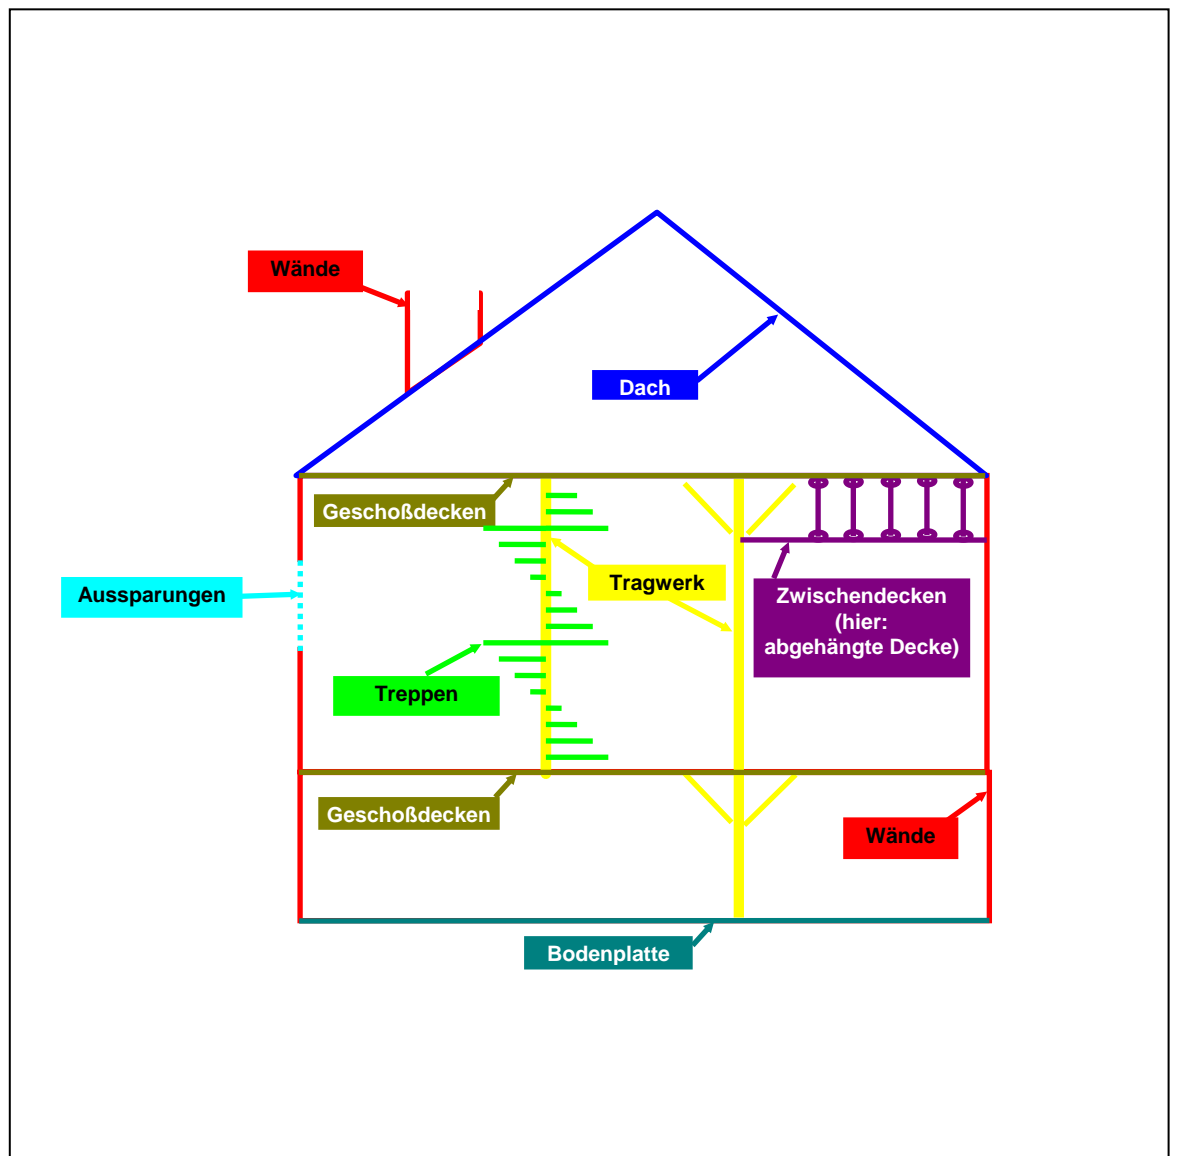 Wände
Dach
Geschoßdecken
Tragwerk
Aussparungen
Zwischendecken
(hier:
abgehängte Decke)
Treppen
Geschoßdecken
Wände
Bodenplatte